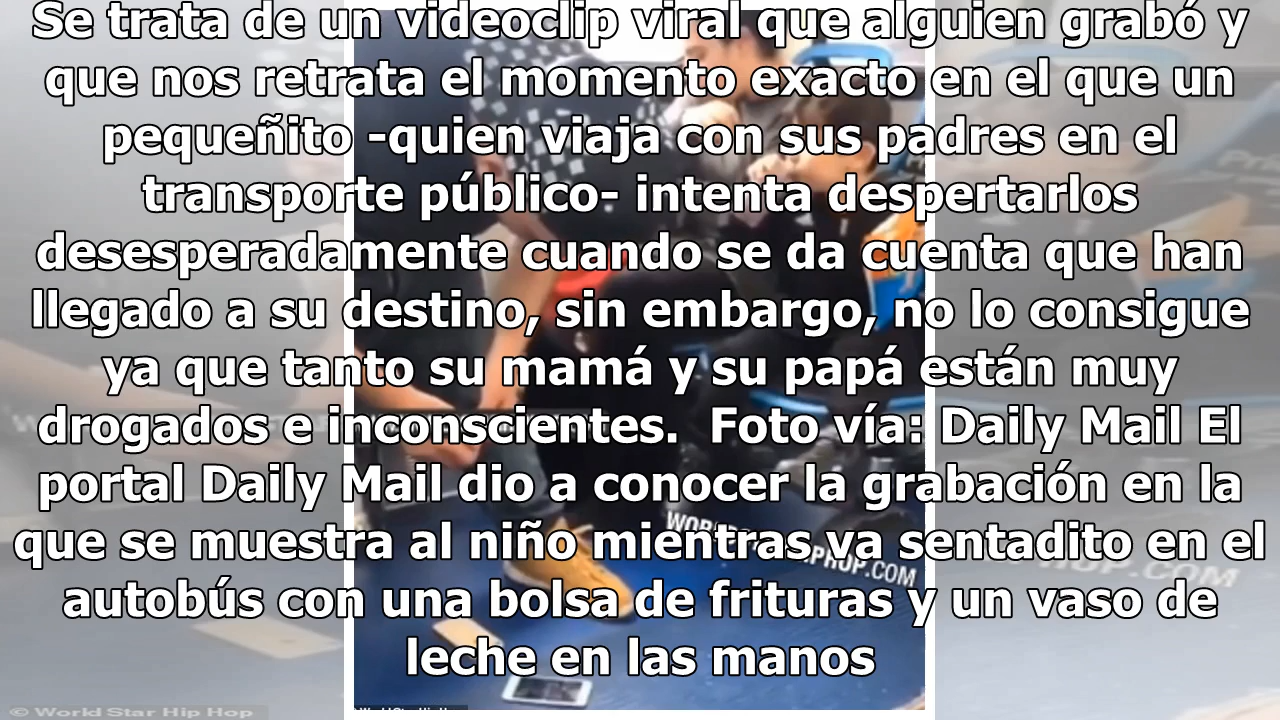 Se trata de un videoclip viral que alguien grabó y
que nos retrata el momento exacto en el que un
pequeñito -quien viaja con sus padres en el
transporte público- intenta despertarlos
desesperadamente cuando se da cuenta que han
llegado a su destino, sin embargo, no lo consigue
ya que tanto su mamá y su papá están muy
drogados e inconscientes.  Foto vía: Daily Mail El
portal Daily Mail dio a conocer la grabación en la
que se muestra al niño mientras va sentadito en el
autobús con una bolsa de frituras y un vaso de
leche en las manos
© World Star Hip Hop